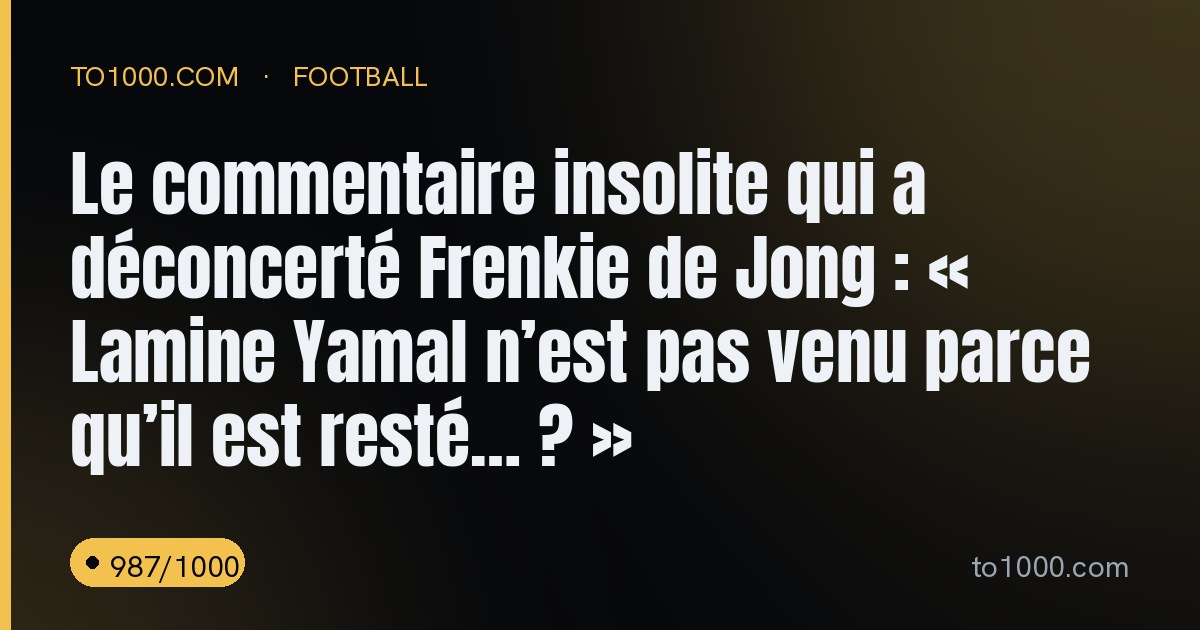 TO1000.COM · FOOTBALL
Le commentaire insolite qui a
déconcerté Frenkie de Jong : «
Lamine Yamal n’est pas venu parce
qu’il est resté... ? »
987/1000
to1000.com